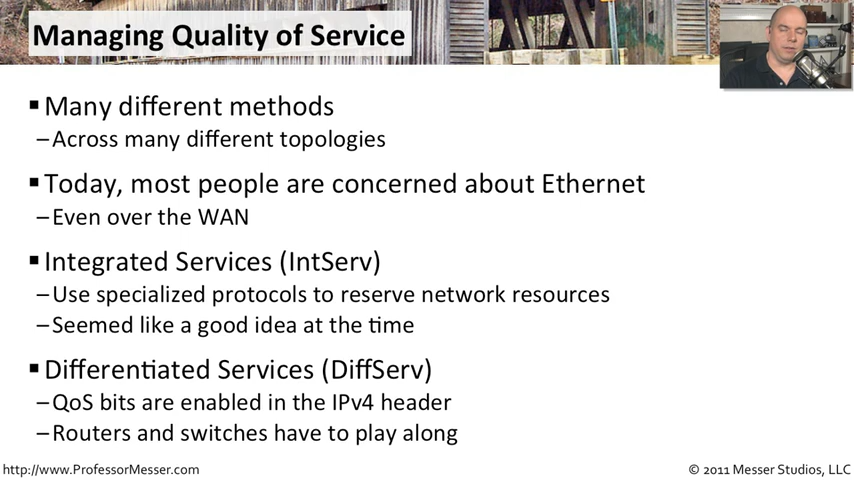 Managing Quality of Service
▪ Many different methods
– Across many different topologies
▪ Today, most people are concerned about Ethernet
– Even over the WAN
▪ Integrated Services (IntServ)
– Use specialized protocols to reserve network resources
– Seemed like a good idea at the time
▪ Differentiated Services (DiffServ)
– QoS bits are enabled in the IPv4 header
– Routers and switches have to play along
http://www.ProfessorMesser.com
© 2011 Messer Studios, LLC